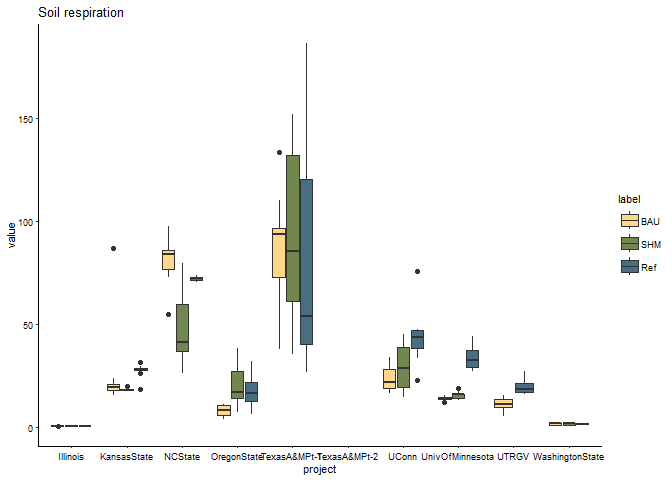 Soil respiration
150
100
50
0
value
Illinois
KansasState
NCState
OregonState
TexasA&MPt-1
TexasA&MPt-2
UConn
UnivOfMinnesota
UTRGV
WashingtonState
project
label
BAU
SHM
Ref